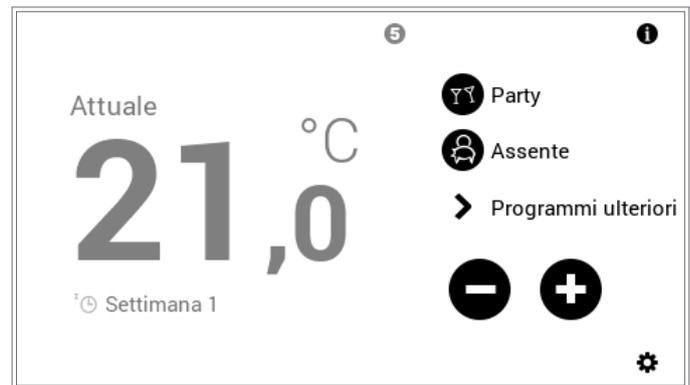 5
Attuale
21,0 °C
z Settimana 1
Party
Assente
Programmi ulteriori